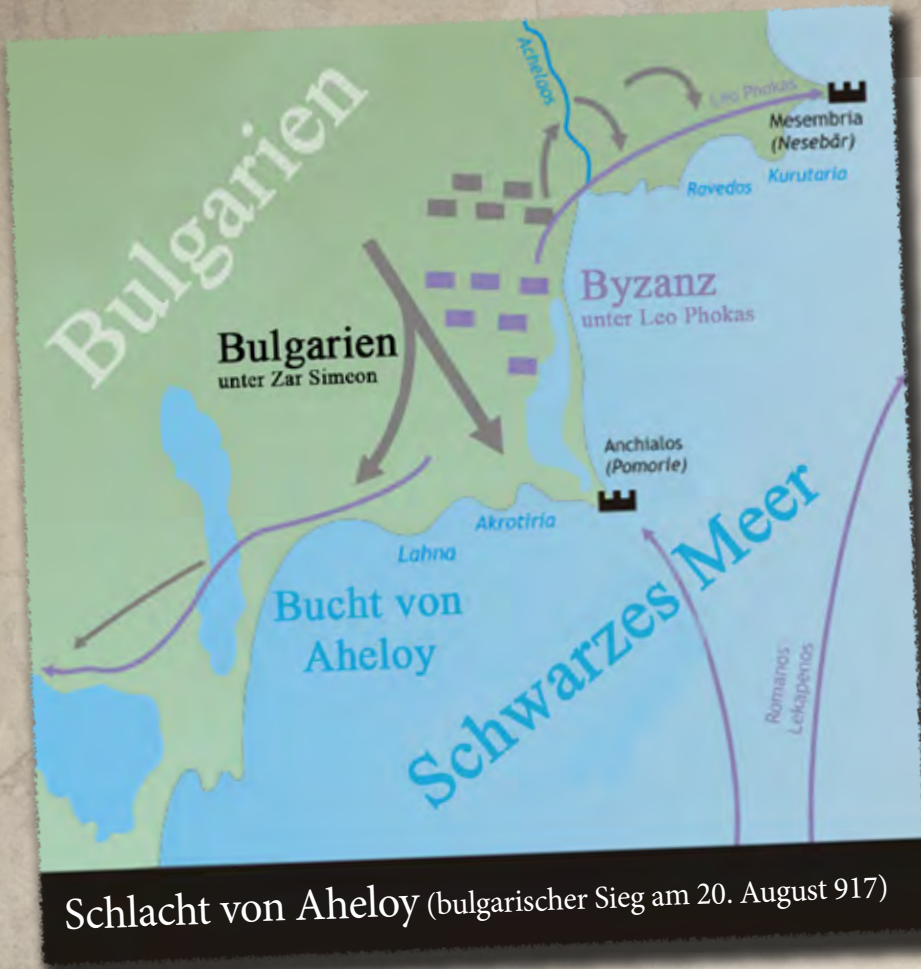 Bulgarien
Acheloos
Leo Phokas
Mesembria
(Nesebăr)
Ravedos
Kurutaria
Byzanz
unter Leo Phokas
Bulgarien
unter Zar Simeon
Anchialos
(Pomorie)
Akrotiria
Lahna
Bucht von
Aheloy
Schwarzes Meer
Romanos
Lekapenos
Schlacht von Aheloy (bulgarischer Sieg am 20. August 917)